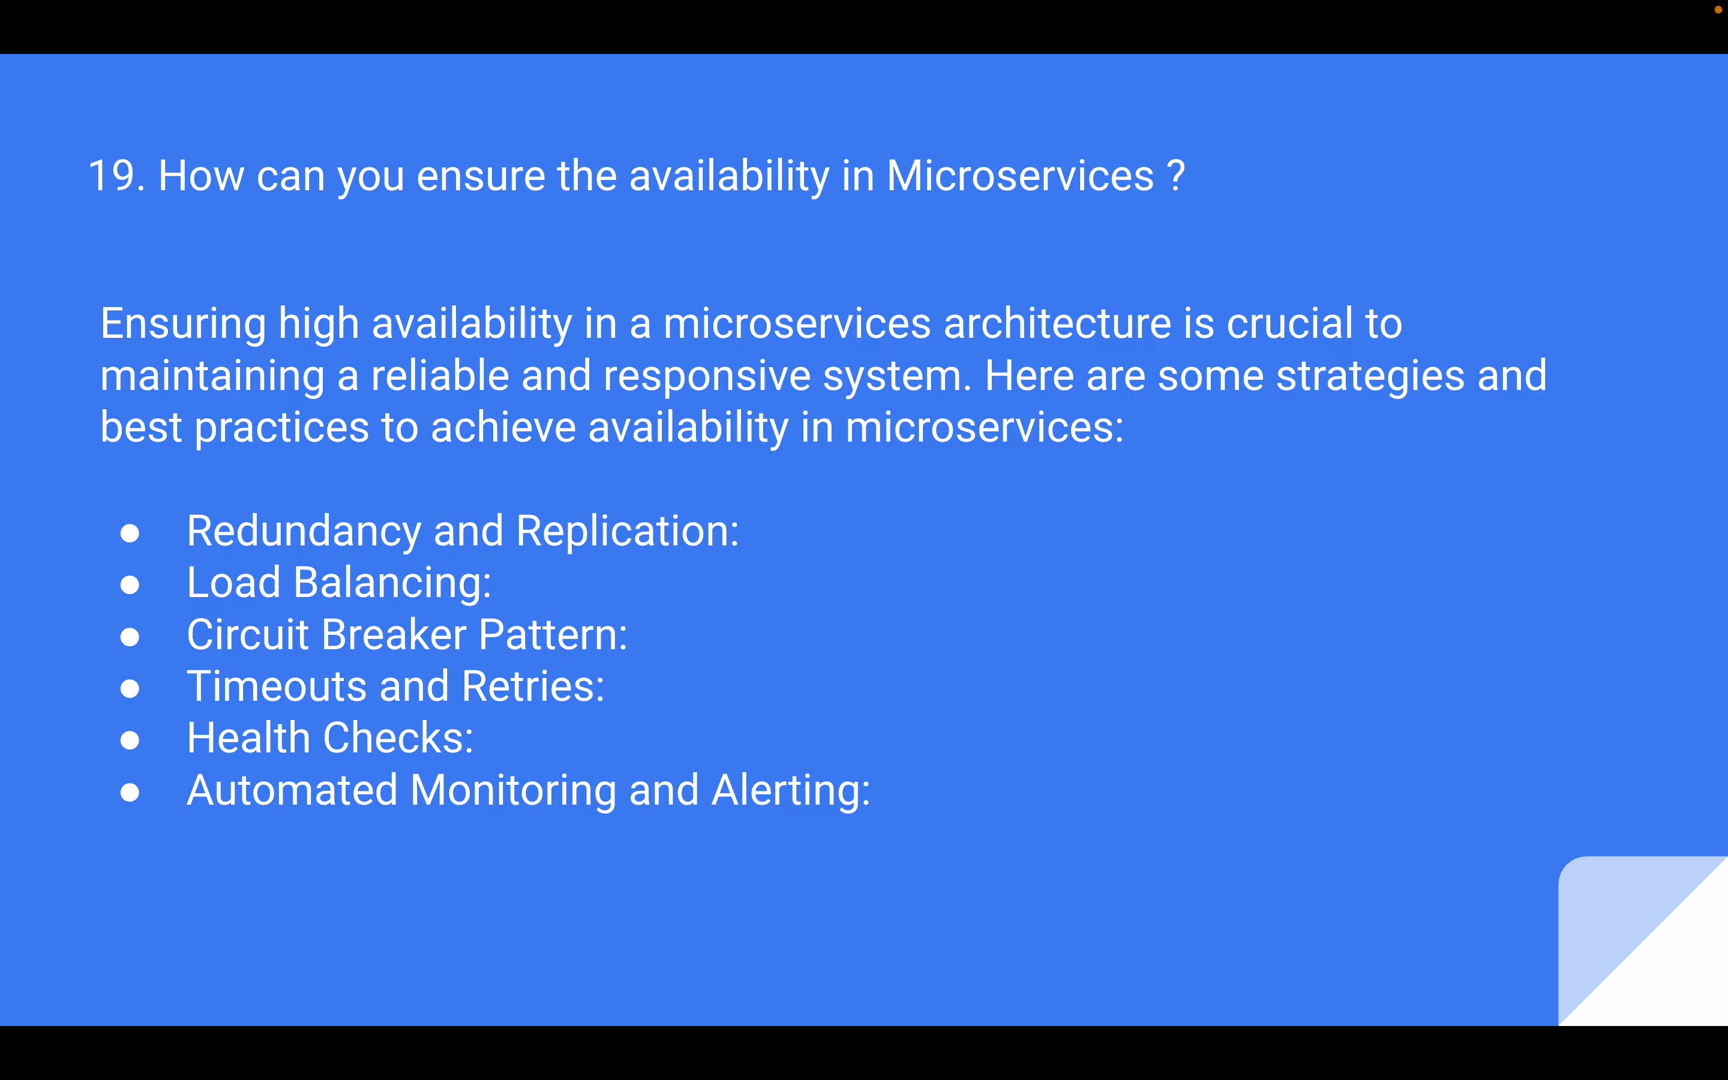 19. How can you ensure the availability in Microservices ?
Ensuring high availability in a microservices architecture is crucial to
maintaining a reliable and responsive system. Here are some strategies and
best practices to achieve availability in microservices:
● Redundancy and Replication:
● Load Balancing:
● Circuit Breaker Pattern:
● Timeouts and Retries:
● Health Checks:
● Automated Monitoring and Alerting: